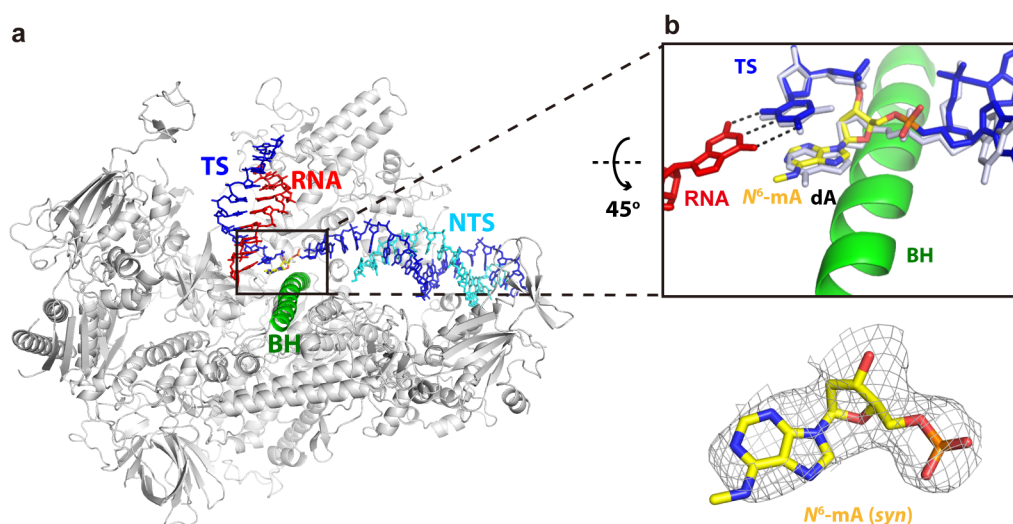 a
TS
RNA
NTS
BH
b
TS
RNA
N⁶-mA dA
BH
45°
N⁶-mA (syn)